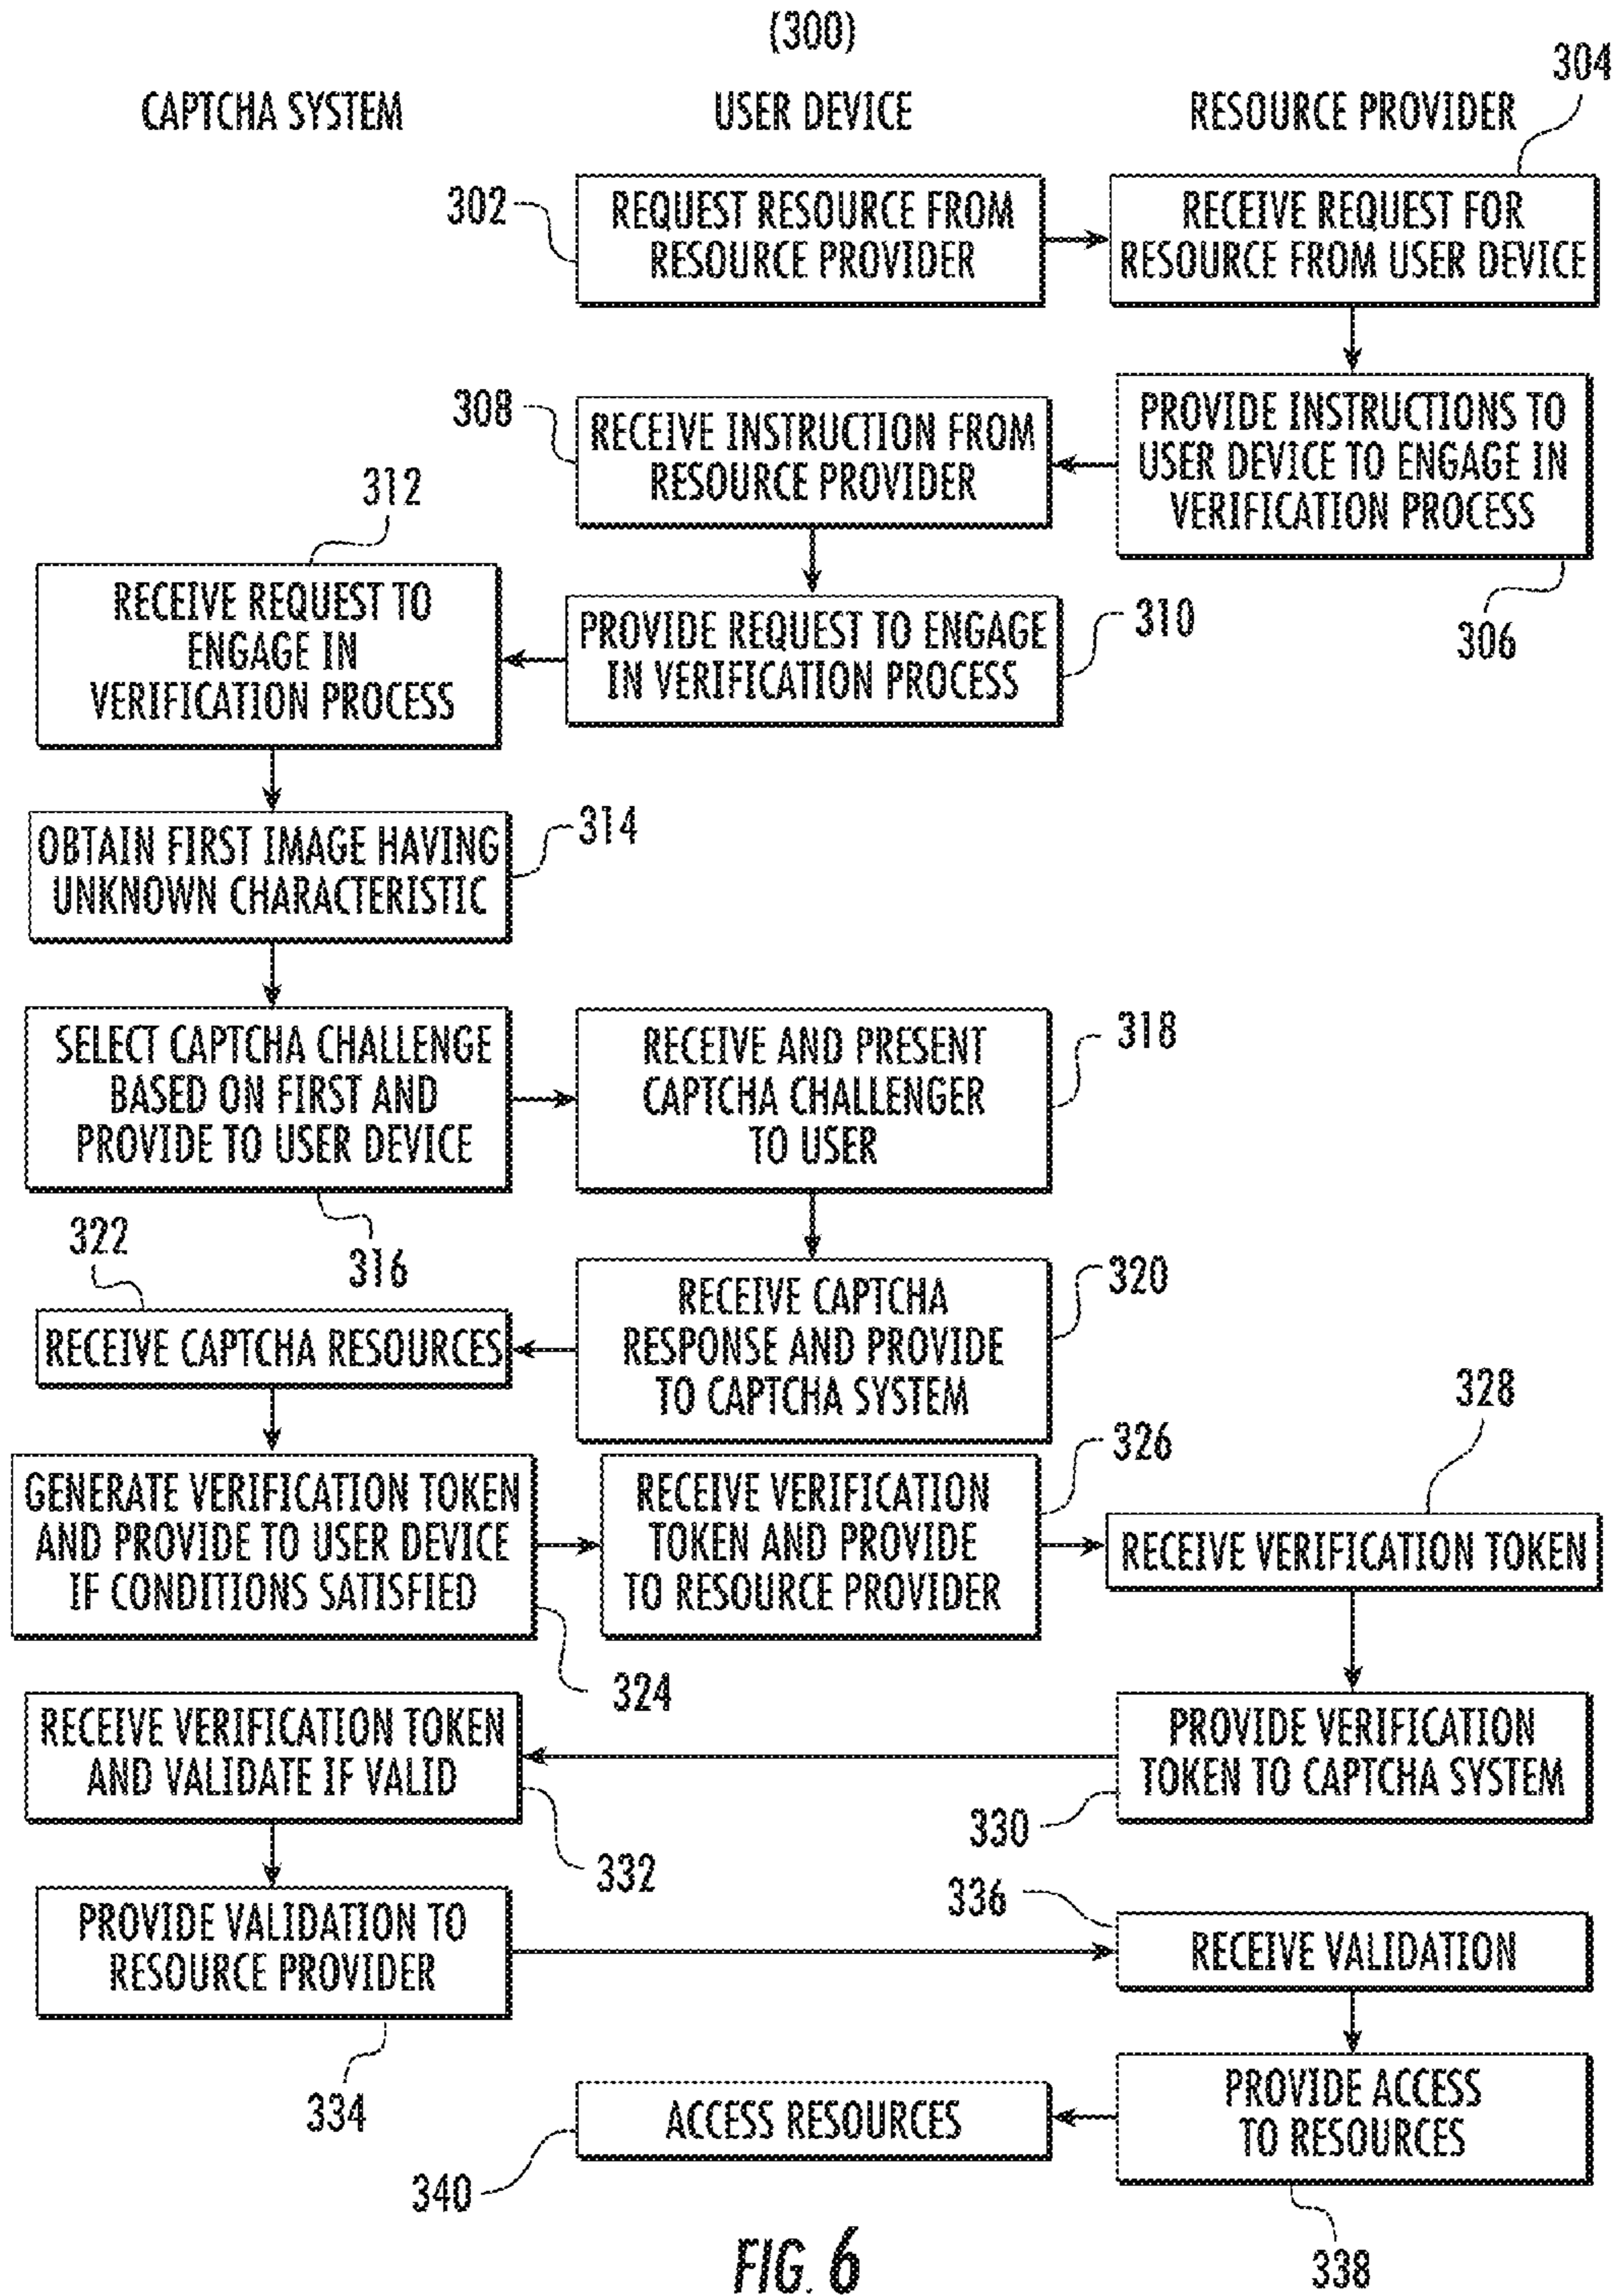 (300)
CAPTCHA SYSTEM
USER DEVICE
RESOURCE PROVIDER
304
302
REQUEST RESOURCE FROM
RESOURCE PROVIDER
RECEIVE REQUEST FOR
RESOURCE FROM USER DEVICE
308
RECEIVE INSTRUCTION FROM
RESOURCE PROVIDER
PROVIDE INSTRUCTIONS TO
USER DEVICE TO ENGAGE IN
VERIFICATION PROCESS
306
312
RECEIVE REQUEST TO
ENGAGE IN
VERIFICATION PROCESS
PROVIDE REQUEST TO ENGAGE
IN VERIFICATION PROCESS
310
OBTAIN FIRST IMAGE HAVING
UNKNOWN CHARACTERISTIC
314
SELECT CAPTCHA CHALLENGE
BASED ON FIRST AND
PROVIDE TO USER DEVICE
316
RECEIVE AND PRESENT
CAPTCHA CHALLENGER
TO USER
318
322
RECEIVE CAPTCHA RESOURCES
RECEIVE CAPTCHA
RESPONSE AND PROVIDE
TO CAPTCHA SYSTEM
320
GENERATE VERIFICATION TOKEN
AND PROVIDE TO USER DEVICE
IF CONDITIONS SATISFIED
324
RECEIVE VERIFICATION
TOKEN AND PROVIDE
TO RESOURCE PROVIDER
326
328
RECEIVE VERIFICATION TOKEN
RECEIVE VERIFICATION TOKEN
AND VALIDATE IF VALID
332
PROVIDE VERIFICATION
TOKEN TO CAPTCHA SYSTEM
330
PROVIDE VALIDATION TO
RESOURCE PROVIDER
334
336
RECEIVE VALIDATION
ACCESS RESOURCES
340
PROVIDE ACCESS
TO RESOURCES
338
FIG. 6